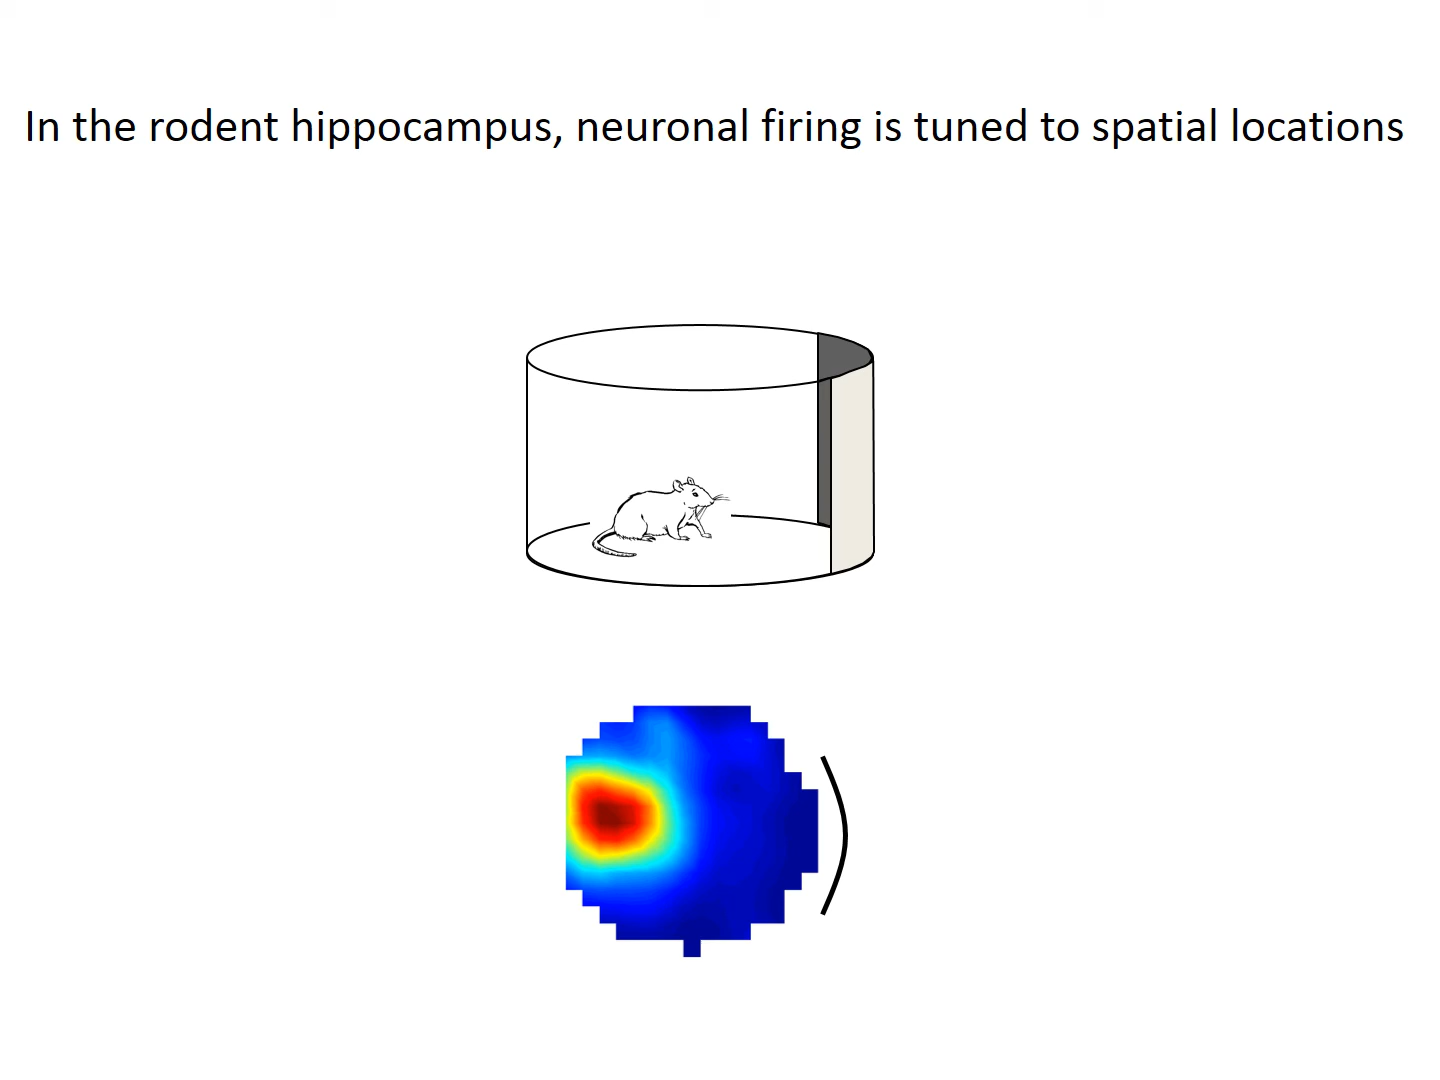 In the rodent hippocampus, neuronal firing is tuned to spatial locations